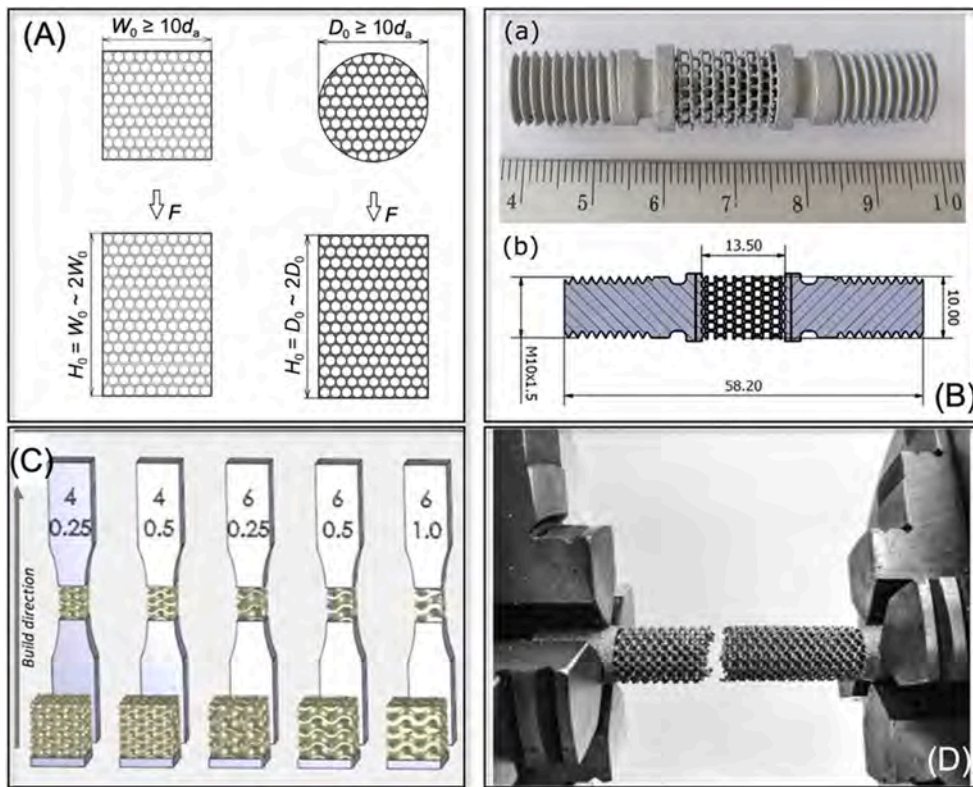 (A)
W₀ ≥ 10dₐ
D₀ ≥ 10dₐ
F
F
H₀ = W₀ ~ 2W₀
H₀ = D₀ ~ 2D₀
(a)
4 5 6 7 8 9 10
(b)
13.50
10.00
M10x1.5
58.20
(B)
(C)
Build direction
4
0.25
4
0.5
6
0.25
6
0.5
6
1.0
(D)